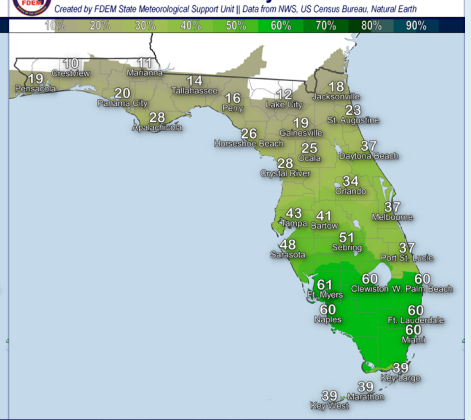 FDEM
Created by FDEM State Meteorological Support Unit || Data from NWS, US Census Bureau, Natural Earth
10% 20% 30% 40% 50% 60% 70% 80% 90%
10
Crestview
11
Marianna
19
Pensacola
14
Tallahassee
18
Jacksonville
20
Panama City
16
Perry
12
Lake City
23
St. Augustine
28
Apalachicola
19
Gainesville
26
Horseshoe Beach
25
Ocala
37
Daytona Beach
28
Crystal River
34
Orlando
37
Melbourne
43
Tampa
41
Bartow
51
Sebring
48
Sarasota
37
Port St. Lucie
61
Ft. Myers
60
Clewiston
60
W. Palm Beach
60
Naples
60
Ft. Lauderdale
60
Miami
39
Key Largo
39
Marathon
39
Key West